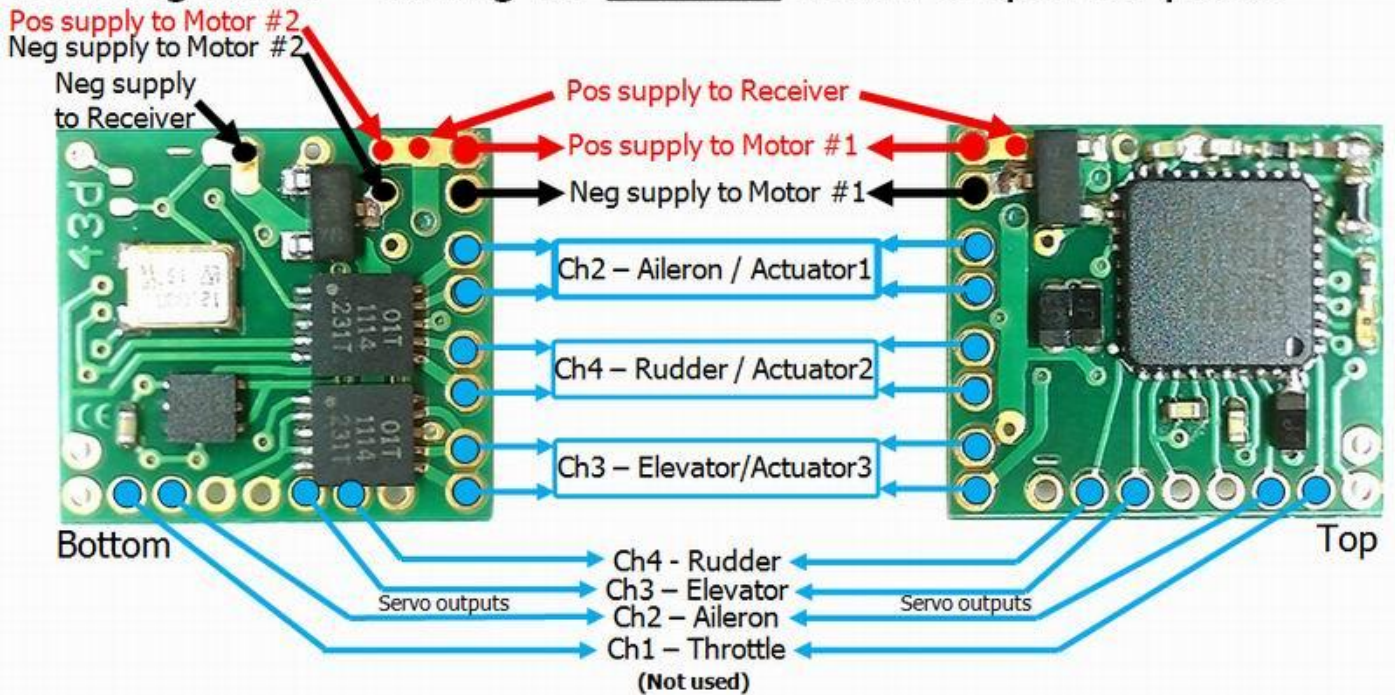 Pos supply to Motor #2
Neg supply to Motor #2
Neg supply
to Receiver
Pos supply to Receiver
Pos supply to Motor #1
Neg supply to Motor #1
43d
Ch2 – Aileron / Actuator1
OIT
1114
231T
Ch4 – Rudder / Actuator2
OIT
1114
231T
Ch3 – Elevator/Actuator3
Bottom
Top
Ch4 - Rudder
Ch3 – Elevator
Servo outputs
Servo outputs
Ch2 – Aileron
Ch1 – Throttle
(Not used)